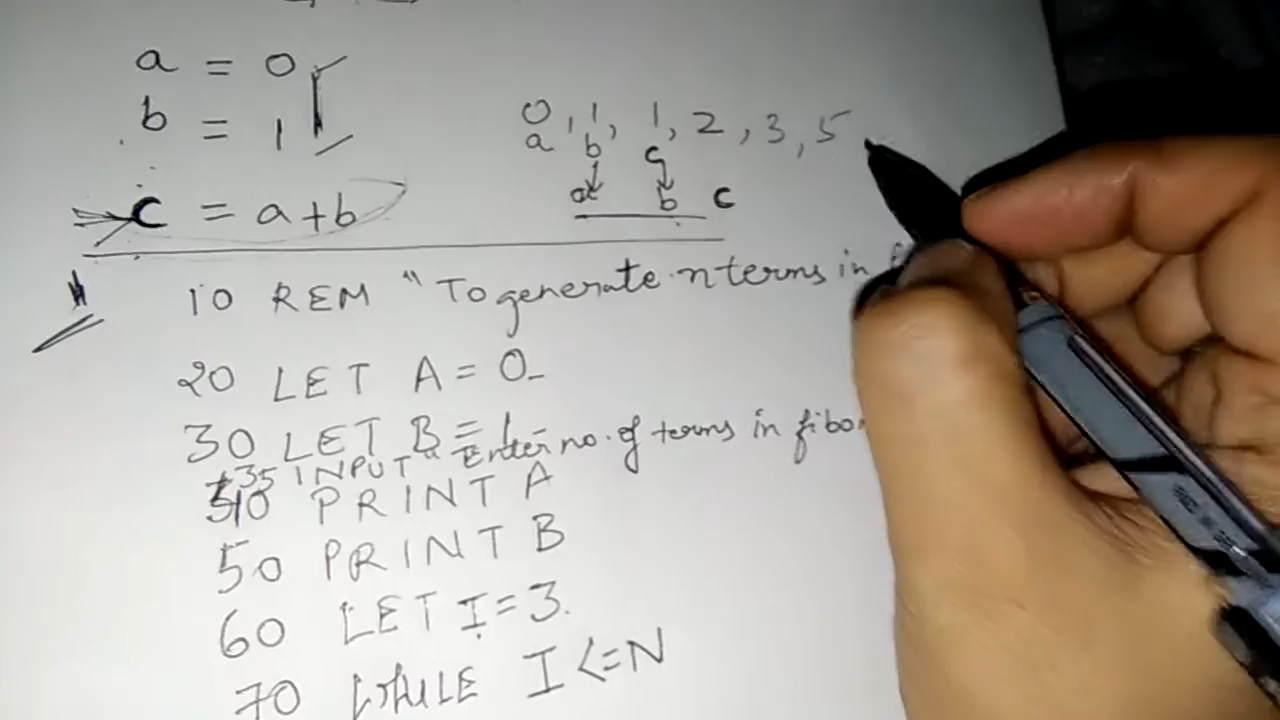 a = 0
b = 1
c = a + b
0, 1, 1, 2, 3, 5
a b c
a b c
10 REM "To generate n terms in
20 LET A = 0
30 LET B = 1
35 INPUT " Enter no. of terms in fibo
40 PRINT A
50 PRINT B
60 LET I = 3.
70 WHILE I <= N